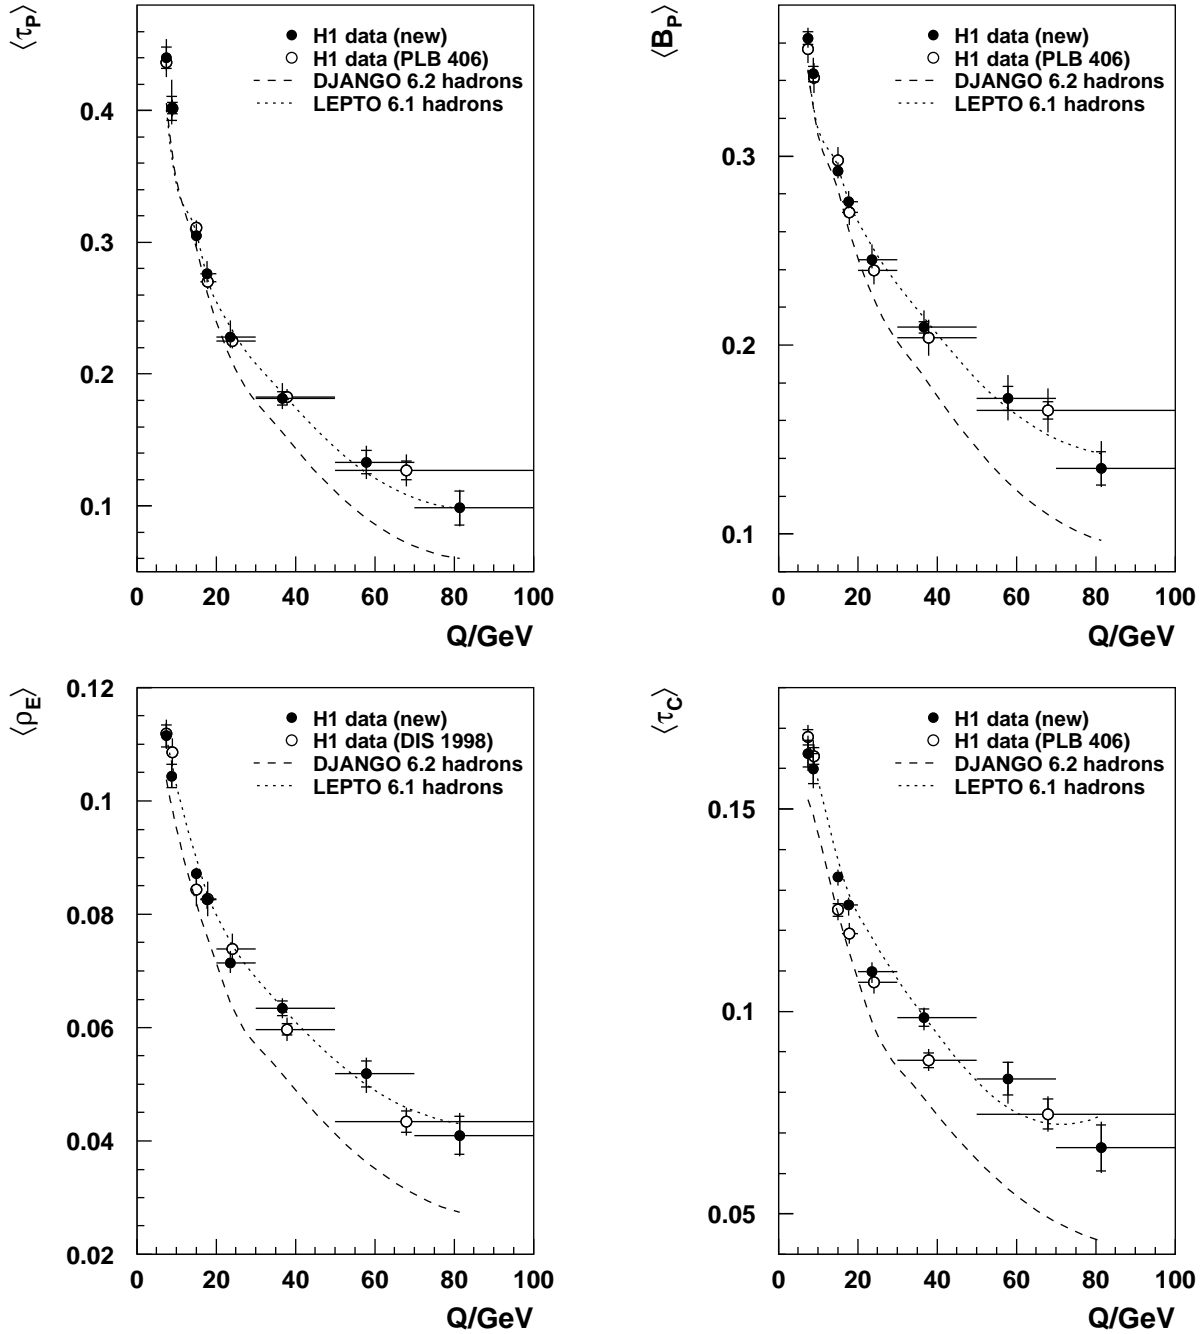 ⟨τP⟩
H1 data (new)
H1 data (PLB 406)
DJANGO 6.2 hadrons
LEPTO 6.1 hadrons
0.4
0.3
0.2
0.1
0 20 40 60 80 100
Q/GeV
⟨BP⟩
H1 data (new)
H1 data (PLB 406)
DJANGO 6.2 hadrons
LEPTO 6.1 hadrons
0.3
0.2
0.1
0 20 40 60 80 100
Q/GeV
⟨ρE⟩
0.12
H1 data (new)
H1 data (DIS 1998)
DJANGO 6.2 hadrons
LEPTO 6.1 hadrons
0.1
0.08
0.06
0.04
0.02
0 20 40 60 80 100
Q/GeV
⟨τC⟩
H1 data (new)
H1 data (PLB 406)
DJANGO 6.2 hadrons
LEPTO 6.1 hadrons
0.15
0.1
0.05
0 20 40 60 80 100
Q/GeV